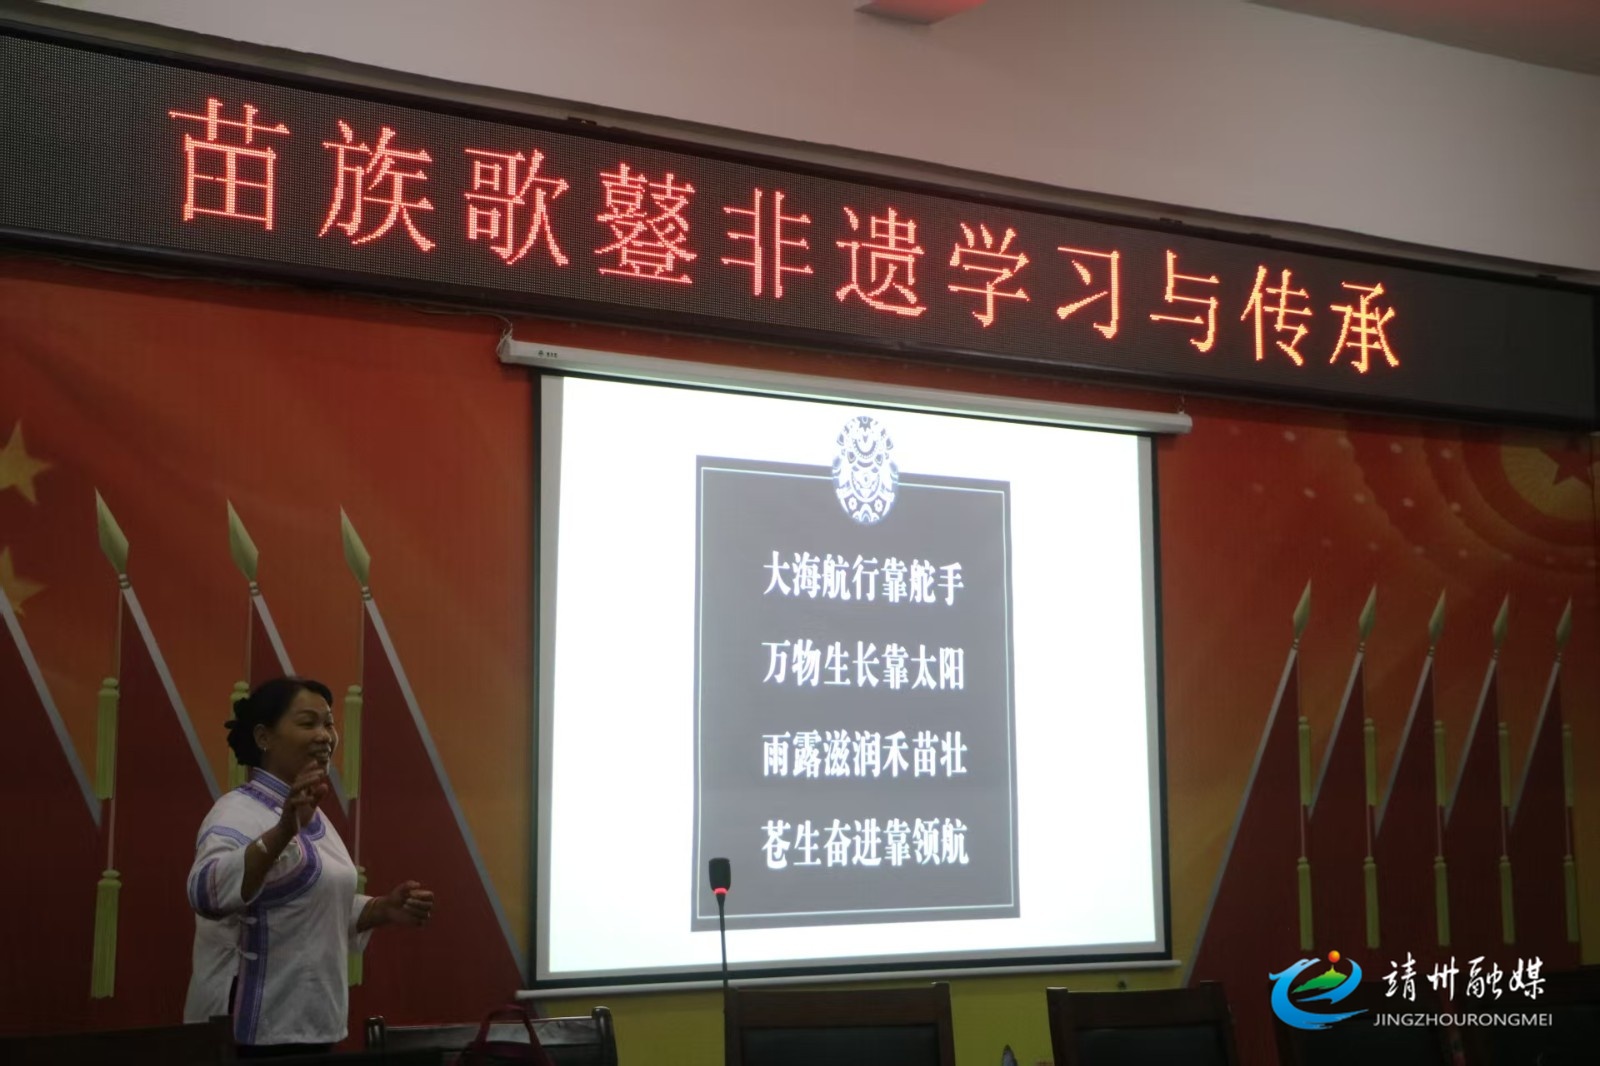 苗族歌鼟非遗学习与传承
大海航行靠舵手
万物生长靠太阳
雨露滋润禾苗壮
苍生奋进靠领航
靖州融媒
JINGZHOURONGMEI